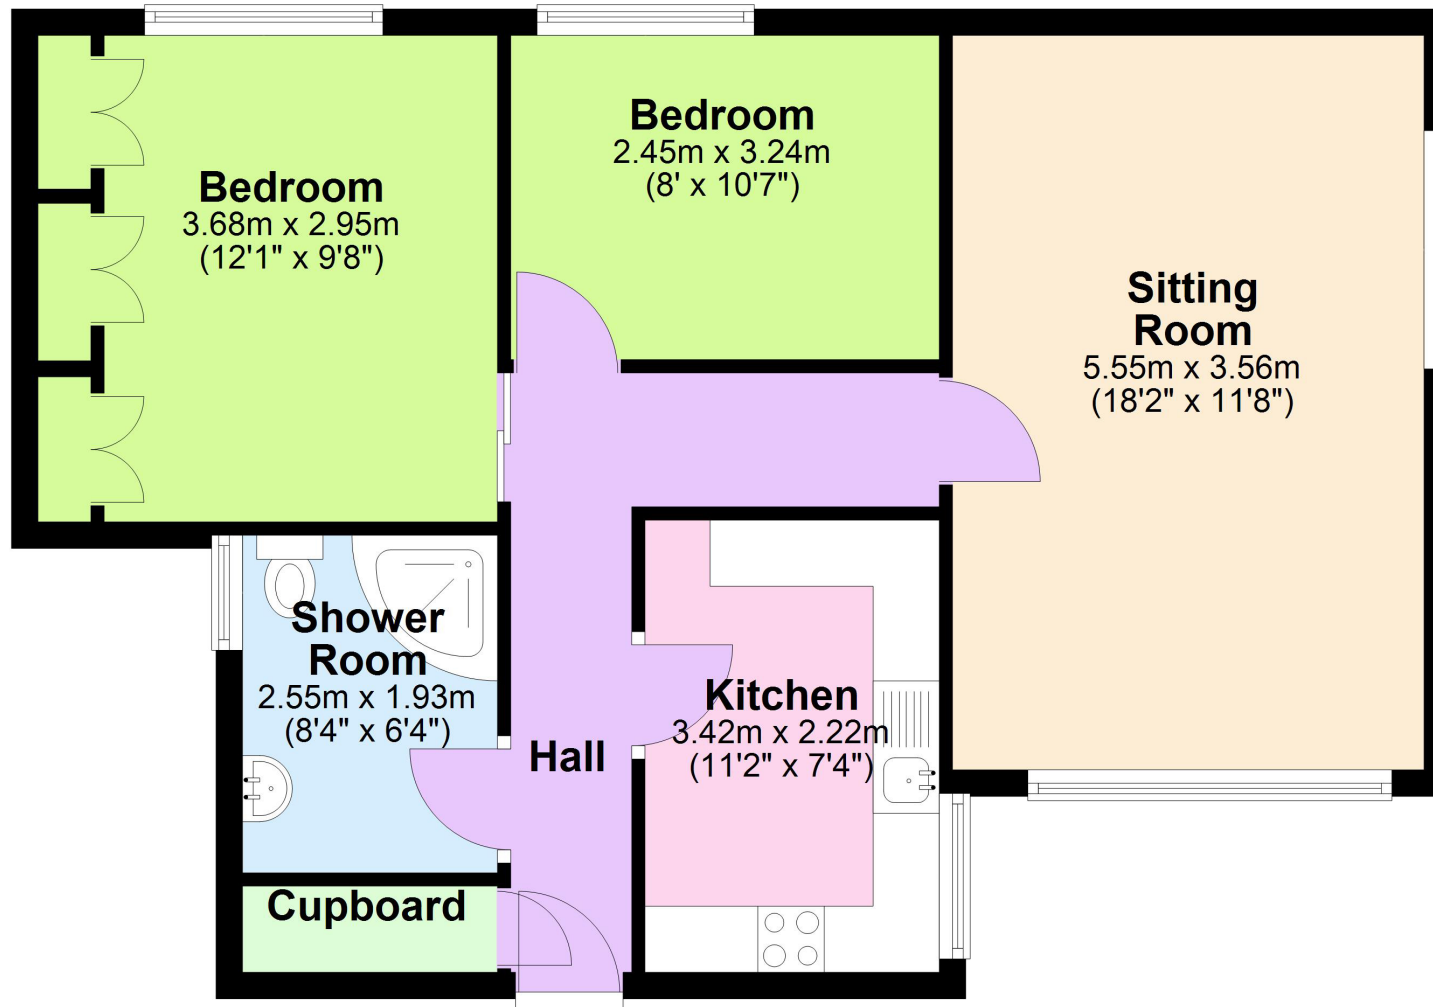 Bedroom
3.68m x 2.95m
(12'1" x 9'8")
Bedroom
2.45m x 3.24m
(8' x 10'7")
Sitting
Room
5.55m x 3.56m
(18'2" x 11'8")
Shower
Room
2.55m x 1.93m
(8'4" x 6'4")
Hall
Kitchen
3.42m x 2.22m
(11'2" x 7'4")
Cupboard